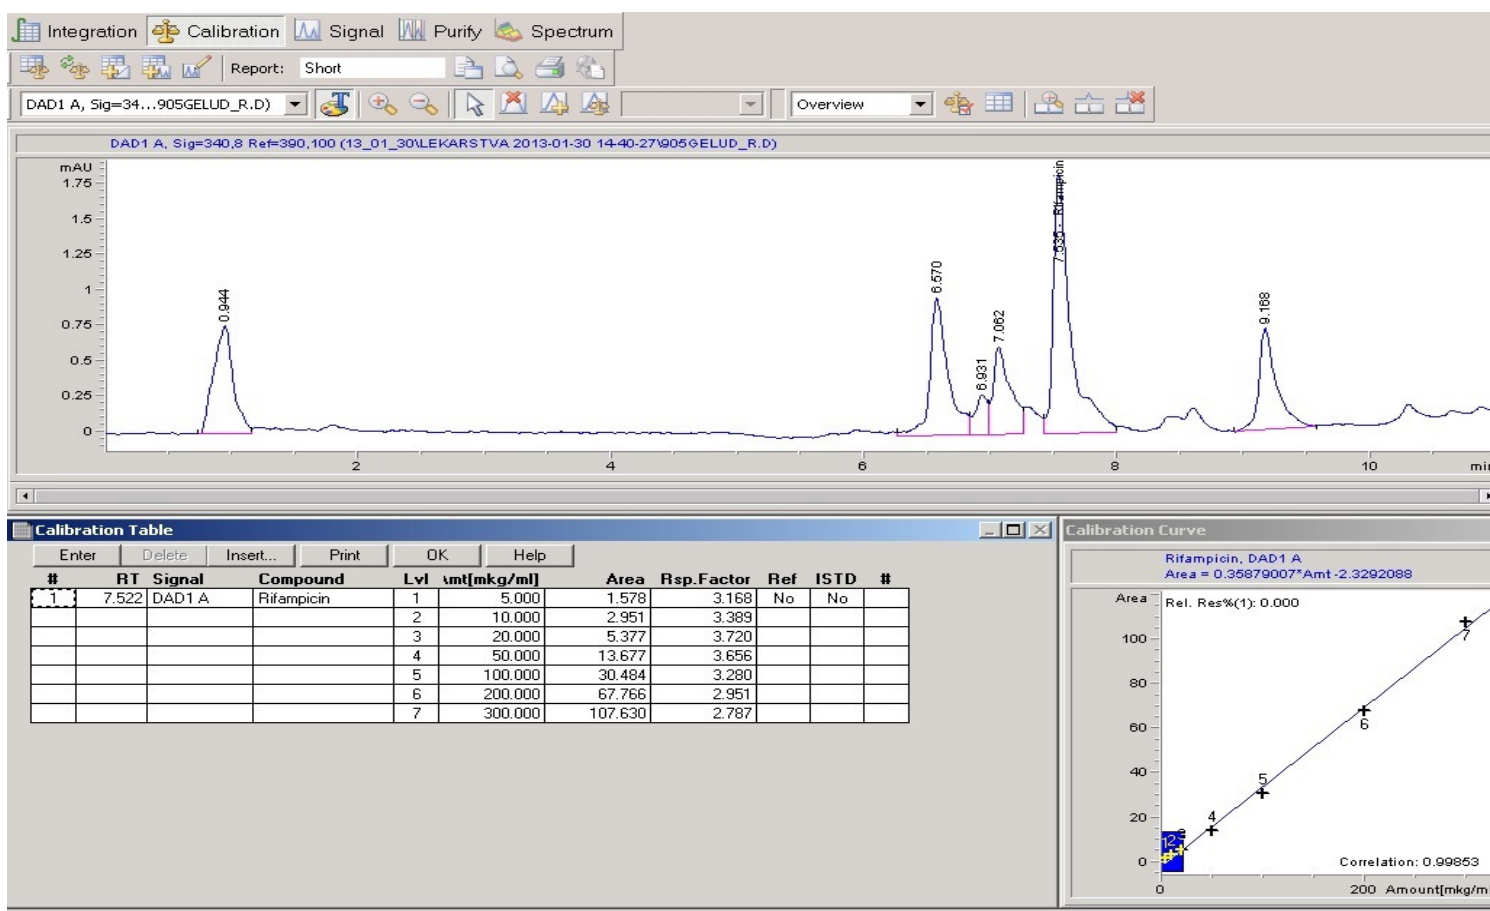 Integration Calibration Signal Purify Spectrum
Report: Short
DAD1 A, Sig=34...905GELUD_R.D) Overview
DAD1 A, Sig=340,8 Ref=390,100 (13_01_30\LEKARSTVA 2013-01-30 14-40-27\905GELUD_R.D)
mAU
1.75
1.5
1.25
1
0.75
0.5
0.25
0
0.944
6.570
6.931
7.062
7.535 - Rifampicin
9.168
2 4 6 8 10 min
Calibration Table
Enter Delete Insert... Print OK Help
# RT Signal Compound Lvl Amt[mkg/ml] Area Rsp.Factor Ref ISTD #
1 7.522 DAD1 A Rifampicin 1 5.000 1.578 3.168 No No
2 10.000 2.951 3.389
3 20.000 5.377 3.720
4 50.000 13.677 3.656
5 100.000 30.484 3.280
6 200.000 67.766 2.951
7 300.000 107.630 2.787
Calibration Curve
Rifampicin, DAD1 A
Area = 0.35879007*Amt -2.3292088
Area
Rel. Res%(1): 0.000
100
80
60
40
20
0
7
6
5
4
12
Correlation: 0.99853
0 200 Amount[mkg/m